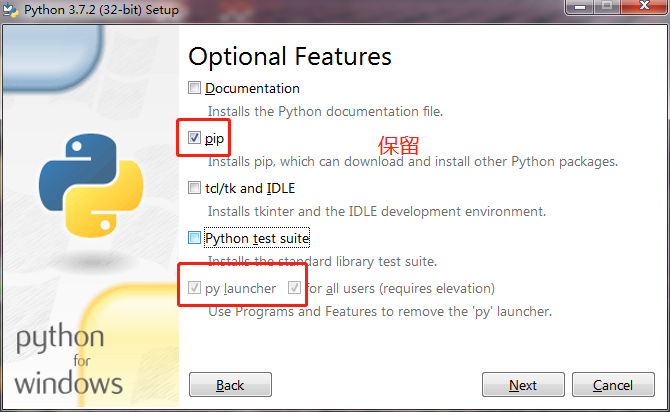 Python 3.7.2 (32-bit) Setup
Optional Features
Documentation
Installs the Python documentation file.
pip
保留
Installs pip, which can download and install other Python packages.
tcl/tk and IDLE
Installs tkinter and the IDLE development environment.
Python test suite
Installs the standard library test suite.
py launcher for all users (requires elevation)
Use Programs and Features to remove the 'py' launcher.
python
for
windows
Back Next Cancel